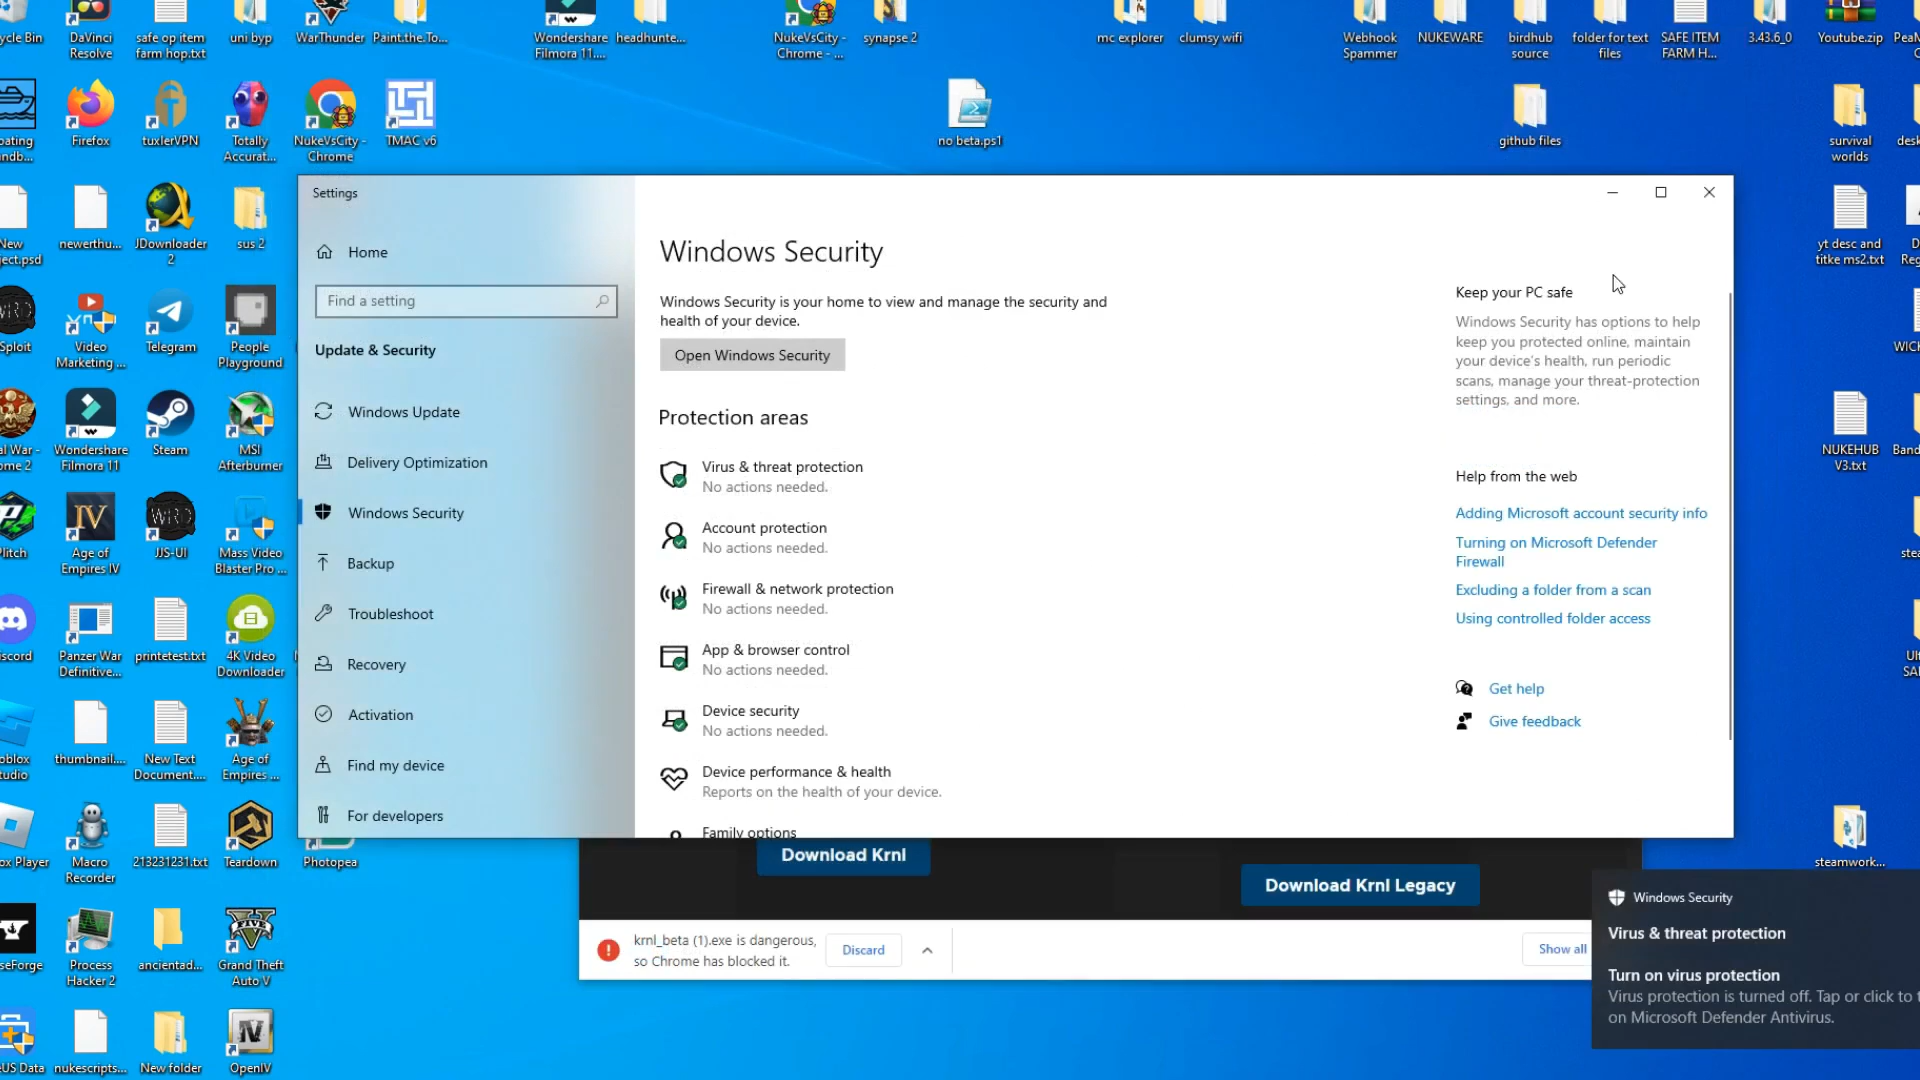 cycle Bin
DaVinci
Resolve
safe op item
farm hop.txt
uni byp
WarThunder
Paint.the.To...
Wondershare
Filmora 11....
headhunte...
NukeVsCity -
Chrome - ...
synapse 2
mc explorer
clumsy wifi
Webhook
Spammer
NUKEWARE
birdhub
source
folder for text
files
SAFE ITEM
FARM H...
3.43.6_0
Youtube.zip
Firefox
tuxlerVPN
Totally
Accurat...
NukeVsCity -
Chrome
TMAC v6
no beta.ps1
github files
survival
worlds
New
newerthu...
JDownloader
2
sus 2
yt desc and
titke ms2.txt
Video
Marketing ...
Telegram
People
Playground
Wondershare
Filmora 11
Steam
MSI
Afterburner
NUKEHUB
V3.txt
Age of
Empires IV
WRD
JJS-UI
Mass Video
Blaster Pro ...
Panzer War
Definitive...
printetest.txt
4K Video
Downloader
thumbnail....
New Text
Document....
Age of
Empires ...
Macro
Recorder
213231231.txt
Teardown
Photopea
steamwork...
Process
Hacker 2
ancientad...
Grand Theft
Auto V
nukescripts...
New folder
OpenIV
Settings
Home
Find a setting
Update & Security
Windows Update
Delivery Optimization
Windows Security
Backup
Troubleshoot
Recovery
Activation
Find my device
For developers
Windows Security
Windows Security is your home to view and manage the security and
health of your device.
Open Windows Security
Protection areas
Virus & threat protection
No actions needed.
Account protection
No actions needed.
Firewall & network protection
No actions needed.
App & browser control
No actions needed.
Device security
No actions needed.
Device performance & health
Reports on the health of your device.
Family options
Keep your PC safe
Windows Security has options to help
keep you protected online, maintain
your device's health, run periodic
scans, manage your threat-protection
settings, and more.
Help from the web
Adding Microsoft account security info
Turning on Microsoft Defender
Firewall
Excluding a folder from a scan
Using controlled folder access
Get help
Give feedback
Download Krnl
Download Krnl Legacy
krnl_beta (1).exe is dangerous,
so Chrome has blocked it.
Discard
Show all
Windows Security
Virus & threat protection
Turn on virus protection
Virus protection is turned off. Tap or click to
on Microsoft Defender Antivirus.